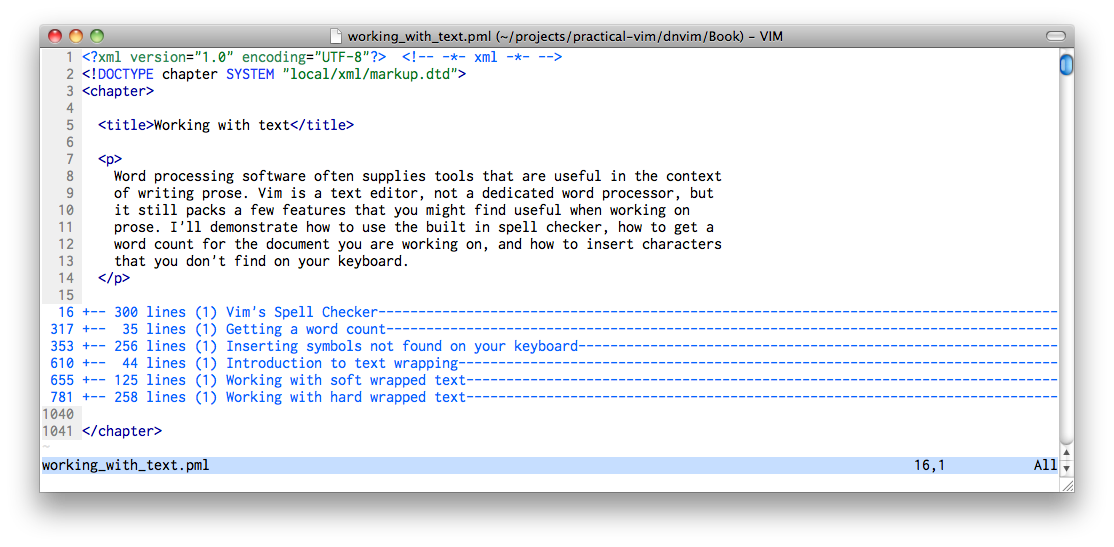 working_with_text.pml (~/projects/practical-vim/dnvim/Book) – VIM
1 <?xml version="1.0" encoding="UTF-8"?>  <!-- -*- xml -*- -->
2 <!DOCTYPE chapter SYSTEM "local/xml/markup.dtd">
3 <chapter>
4
5   <title>Working with text</title>
6
7   <p>
8     Word processing software often supplies tools that are useful in the context
9     of writing prose. Vim is a text editor, not a dedicated word processor, but
10     it still packs a few features that you might find useful when working on
11     prose. I'll demonstrate how to use the built in spell checker, how to get a
12     word count for the document you are working on, and how to insert characters
13     that you don't find on your keyboard.
14   </p>
15
16 +-- 300 lines (1) Vim's Spell Checker-------------------------------------------------------------------------------------
317 +--  35 lines (1) Getting a word count------------------------------------------------------------------------------------
353 +-- 256 lines (1) Inserting symbols not found on your keyboard------------------------------------------------------------
610 +--  44 lines (1) Introduction to text wrapping---------------------------------------------------------------------------
655 +-- 125 lines (1) Working with soft wrapped text--------------------------------------------------------------------------
781 +-- 258 lines (1) Working with hard wrapped text--------------------------------------------------------------------------
1040
1041 </chapter>
~
working_with_text.pml 16,1 All